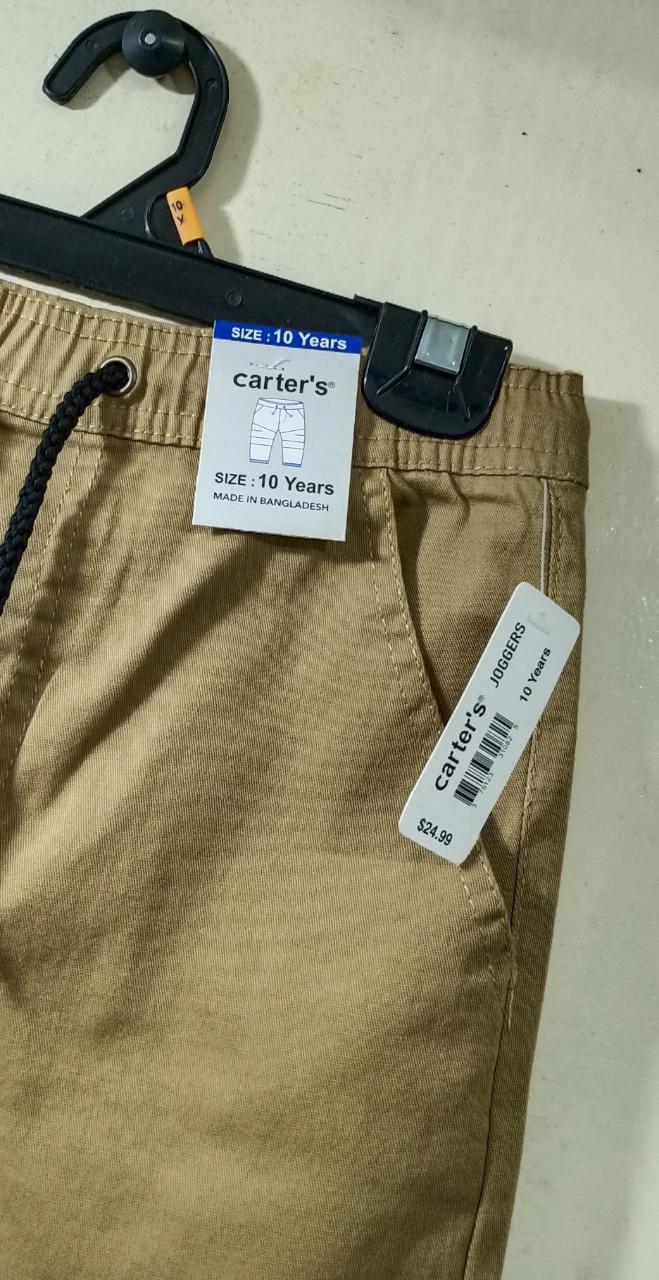 10
Y
SIZE : 10 Years
carter's®
SIZE : 10 Years
MADE IN BANGLADESH
JOGGERS
10 Years
carter's®
$24.99